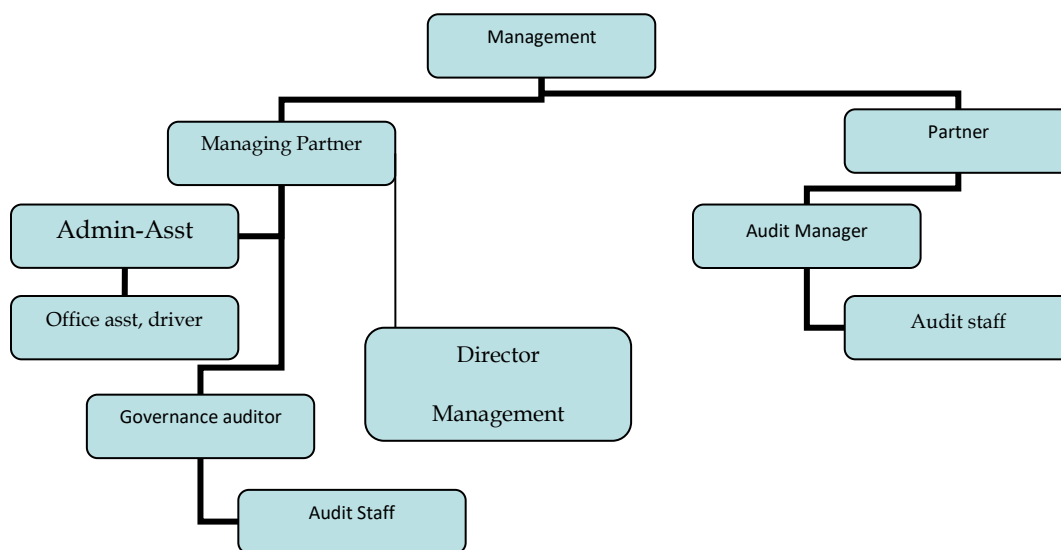 Management
Managing Partner
Partner
Admin-Asst
Audit Manager
Office asst, driver
Audit staff
Director
Management
Governance auditor
Audit Staff